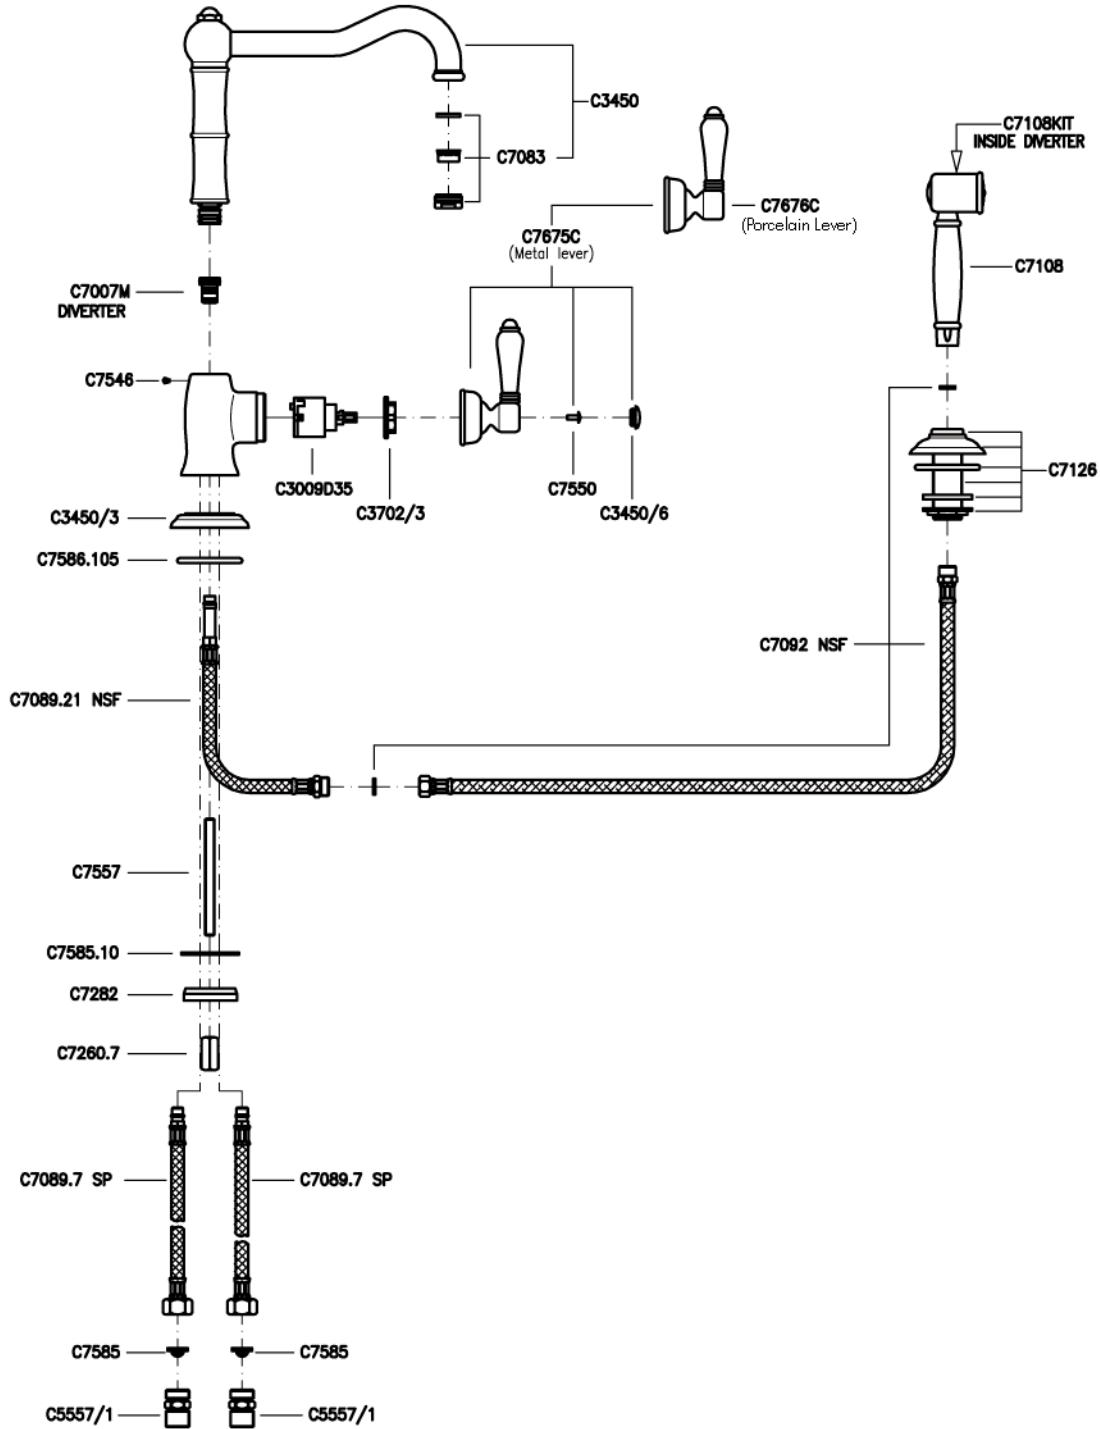 C3450
C7108KIT
INSIDE DIVERTER
C7083
C7676C
(Porcelain Lever)
C7675C
(Metal lever)
C7108
C7007M
DIVERTER
C7546
C7126
C3009D35
C7550
C3702/3
C3450/6
C3450/3
C7586.105
C7092 NSF
C7089.21 NSF
C7557
C7585.10
C7282
C7260.7
C7089.7 SP
C7089.7 SP
C7585
C7585
C5557/1
C5557/1